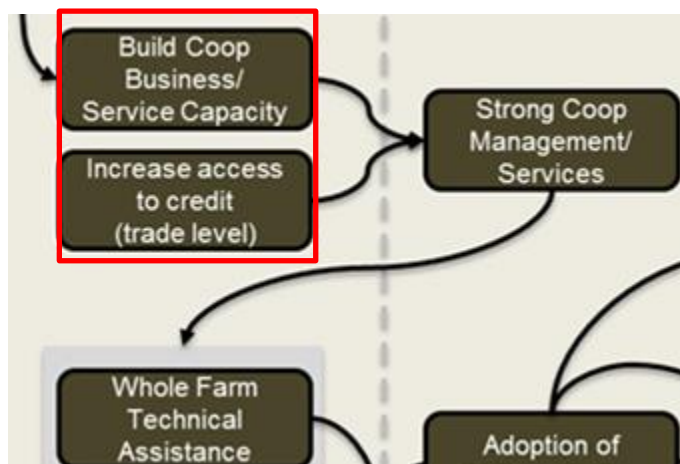 Build Coop
Business/
Service Capacity
Increase access
to credit
(trade level)
Strong Coop
Management/
Services
Whole Farm
Technical
Assistance
Adoption of